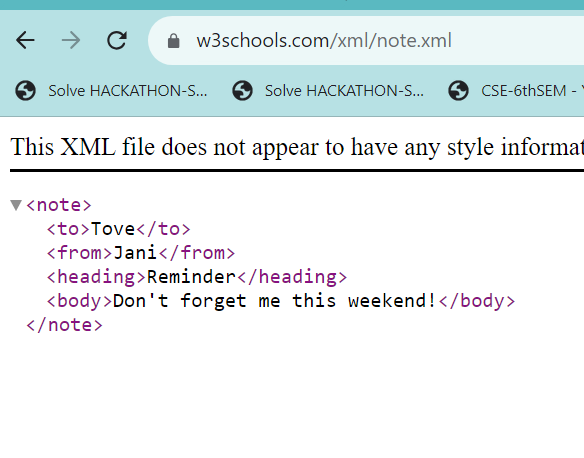 w3schools.com/xml/note.xml
Solve HACKATHON-S... Solve HACKATHON-S... CSE-6thSEM -
This XML file does not appear to have any style informat
<note>
<to>Tove</to>
<from>Jani</from>
<heading>Reminder</heading>
<body>Don't forget me this weekend!</body>
</note>